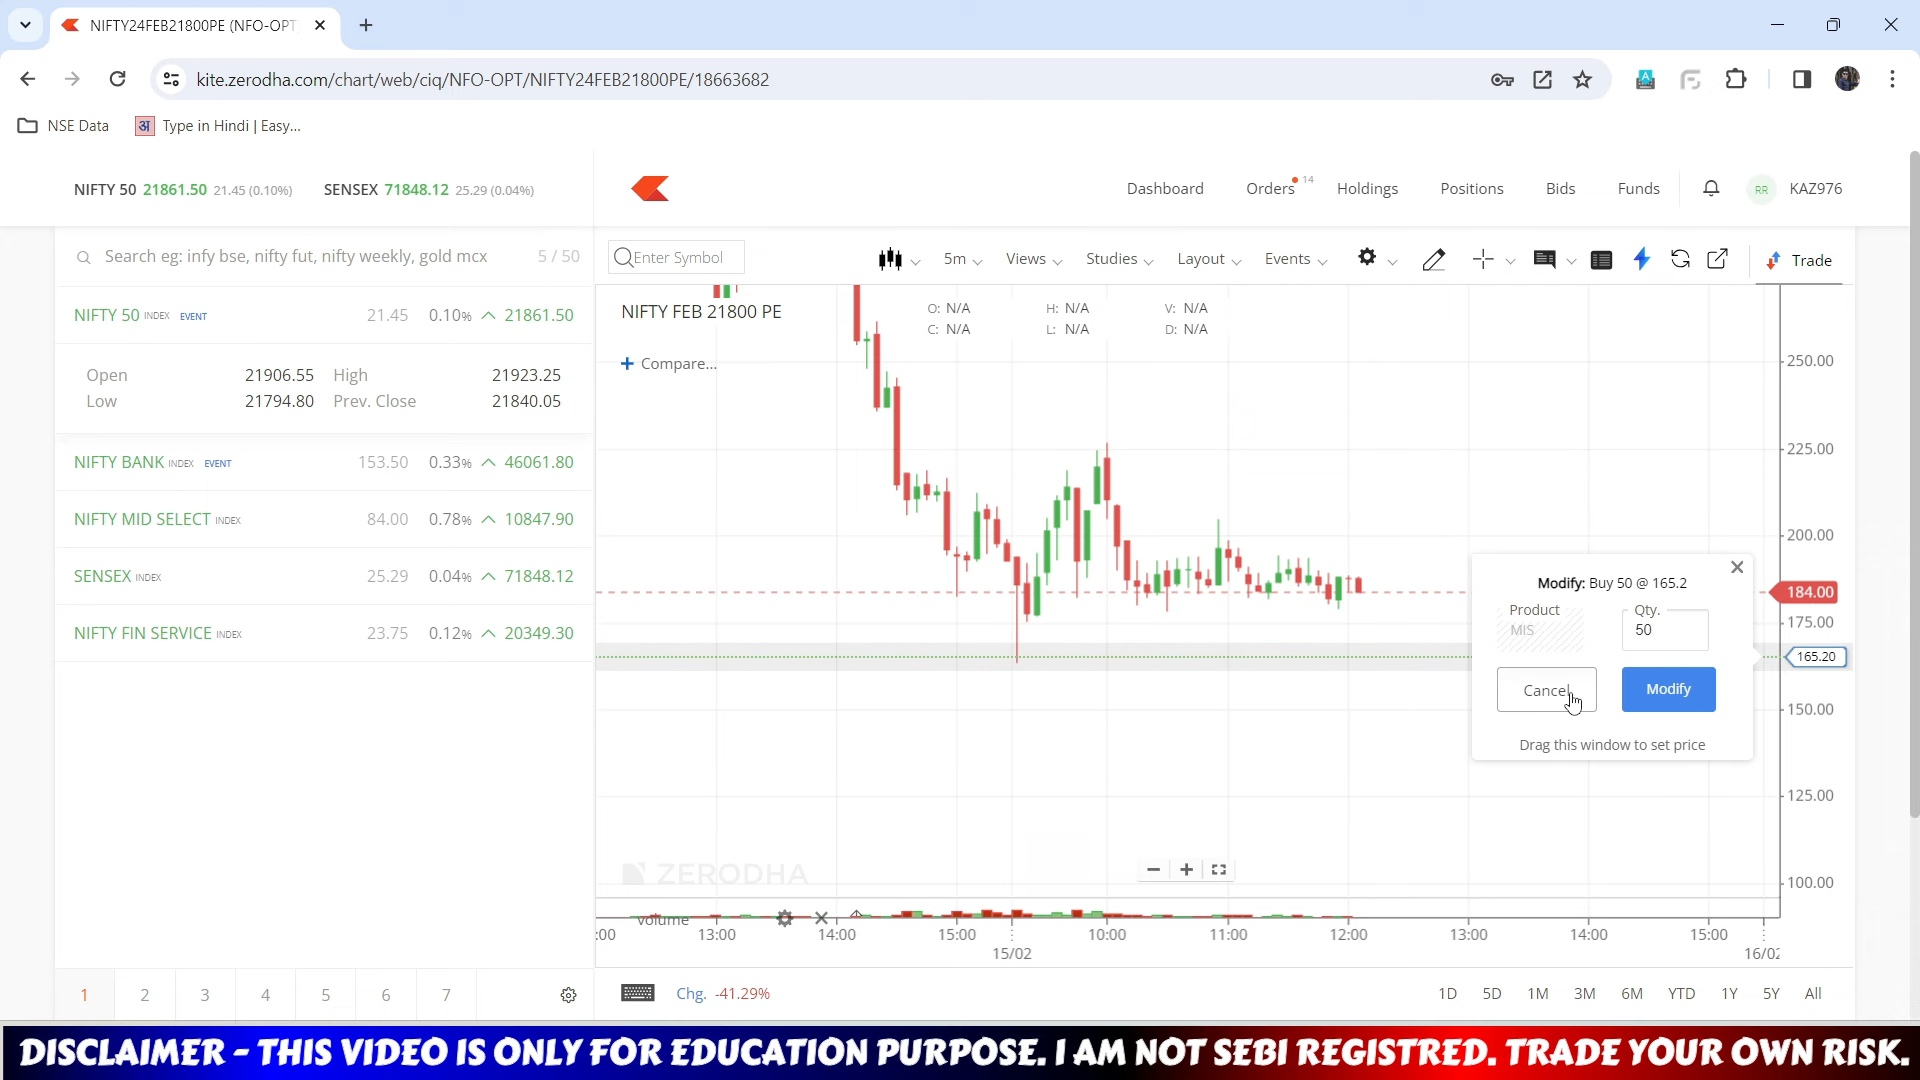 NIFTY24FEB21800PE (NFO-OPT
kite.zerodha.com/chart/web/ciq/NFO-OPT/NIFTY24FEB21800PE/18663682
NSE Data
अ Type in Hindi | Easy...
NIFTY 50 21861.50 21.45 (0.10%) SENSEX 71848.12 25.29 (0.04%)
Dashboard Orders 14 Holdings Positions Bids Funds RR KAZ976
Search eg: infy bse, nifty fut, nifty weekly, gold mcx 5 / 50
Enter Symbol 5m Views Studies Layout Events Trade
NIFTY 50 INDEX EVENT 21.45 0.10% 21861.50
Open 21906.55 High 21923.25
Low 21794.80 Prev. Close 21840.05
NIFTY BANK INDEX EVENT 153.50 0.33% 46061.80
NIFTY MID SELECT INDEX 84.00 0.78% 10847.90
SENSEX INDEX 25.29 0.04% 71848.12
NIFTY FIN SERVICE INDEX 23.75 0.12% 20349.30
1 2 3 4 5 6 7
NIFTY FEB 21800 PE
O: N/A H: N/A V: N/A
C: N/A L: N/A D: N/A
+ Compare...
250.00
225.00
200.00
184.00
175.00
165.20
150.00
125.00
100.00
Modify: Buy 50 @ 165.2
Product Qty.
MIS 50
Cancel Modify
Drag this window to set price
ZERODHA
volume
:00 13:00 14:00 15:00 10:00 11:00 12:00 13:00 14:00 15:00
15/02 16/02
Chg. -41.29%
1D 5D 1M 3M 6M YTD 1Y 5Y All
DISCLAIMER - THIS VIDEO IS ONLY FOR EDUCATION PURPOSE. I AM NOT SEBI REGISTRED. TRADE YOUR OWN RISK.